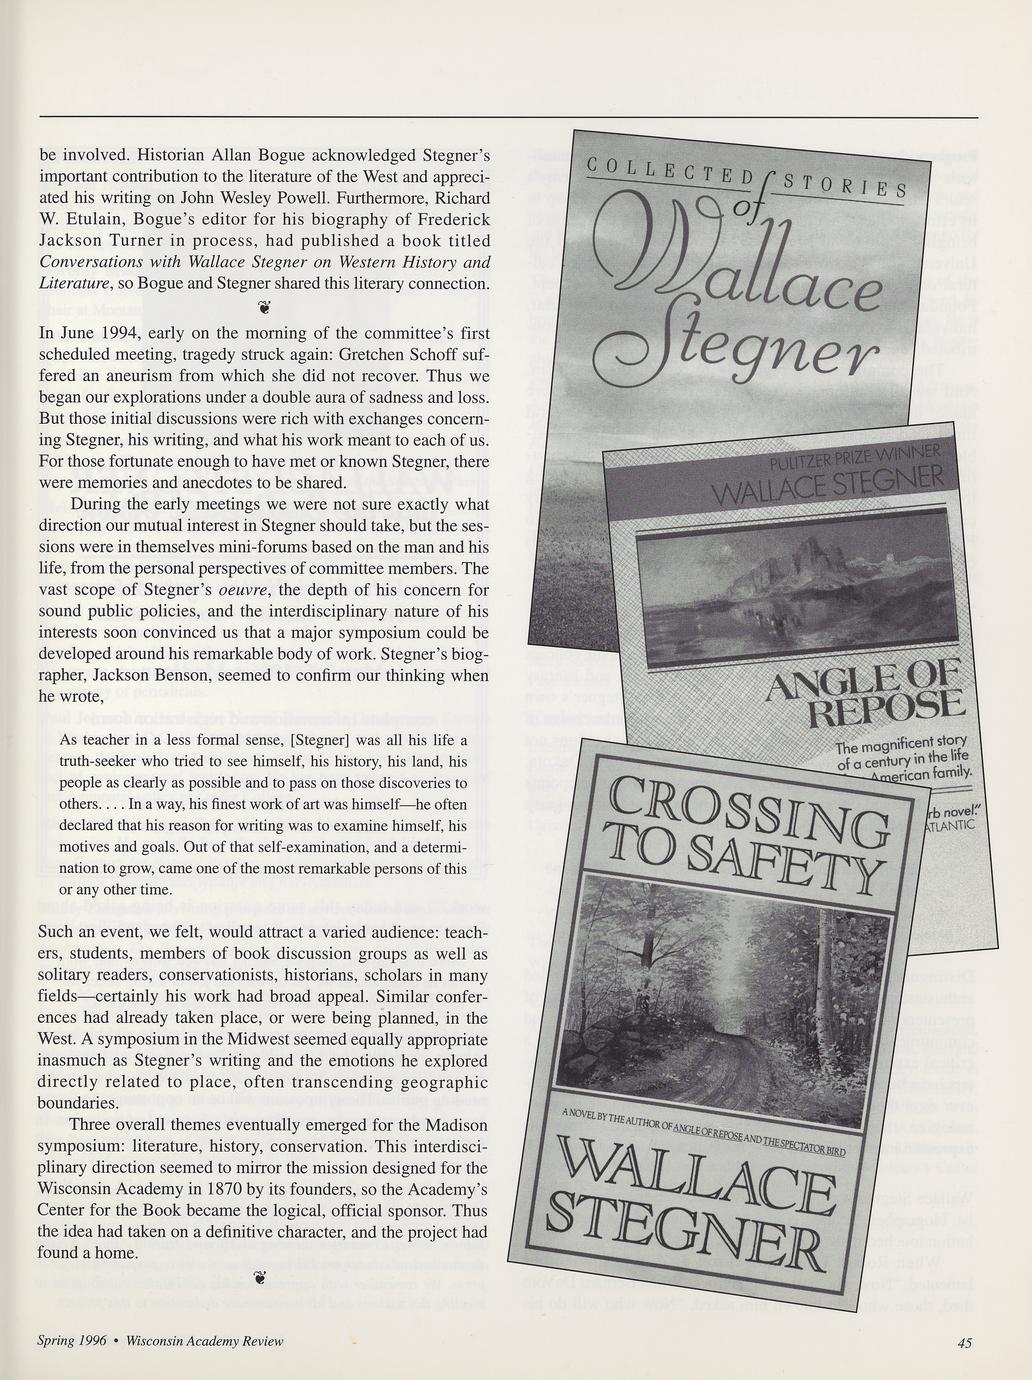 be involved. Historian Allan Bogue acknowledged Stegner's
important contribution to the literature of the West and appreci-
ated his writing on John Wesley Powell. Furthermore, Richard
W. Etulain, Bogue's editor for his biography of Frederick
Jackson Turner in process, had published a book titled
Conversations with Wallace Stegner on Western History and
Literature, so Bogue and Stegner shared this literary connection.
In June 1994, early on the morning of the committee's first
scheduled meeting, tragedy struck again: Gretchen Schoff suf-
fered an aneurism from which she did not recover. Thus we
began our explorations under a double aura of sadness and loss.
But those initial discussions were rich with exchanges concern-
ing Stegner, his writing, and what his work meant to each of us.
For those fortunate enough to have met or known Stegner, there
were memories and anecdotes to be shared.
During the early meetings we were not sure exactly what
direction our mutual interest in Stegner should take, but the ses-
sions were in themselves mini-forums based on the man and his
life, from the personal perspectives of committee members. The
vast scope of Stegner's oeuvre, the depth of his concern for
sound public policies, and the interdisciplinary nature of his
interests soon convinced us that a major symposium could be
developed around his remarkable body of work. Stegner's biog-
rapher, Jackson Benson, seemed to confirm our thinking when
he wrote,
As teacher in a less formal sense, [Stegner] was all his life a
truth-seeker who tried to see himself, his history, his land, his
people as clearly as possible and to pass on those discoveries to
others. . . . In a way, his finest work of art was himself—he often
declared that his reason for writing was to examine himself, his
motives and goals. Out of that self-examination, and a determi-
nation to grow, came one of the most remarkable persons of this
or any other time.
Such an event, we felt, would attract a varied audience: teach-
ers, students, members of book discussion groups as well as
solitary readers, conservationists, historians, scholars in many
fields—certainly his work had broad appeal. Similar confer-
ences had already taken place, or were being planned, in the
West. A symposium in the Midwest seemed equally appropriate
inasmuch as Stegner's writing and the emotions he explored
directly related to place, often transcending geographic
boundaries.
Three overall themes eventually emerged for the Madison
symposium: literature, history, conservation. This interdisci-
plinary direction seemed to mirror the mission designed for the
Wisconsin Academy in 1870 by its founders, so the Academy's
Center for the Book became the logical, official sponsor. Thus
the idea had taken on a definitive character, and the project had
found a home.
COLLECTED STORIES
of
Wallace
Stegner
PULITZER PRIZE WINNER
WALLACE STEGNER
ANGLE OF
REPOSE
The magnificent story
of a century in the life
American family.
rb novel."
ATLANTIC
CROSSING
TO SAFETY
A NOVEL BY THE AUTHOR OF ANGLE OF REPOSE AND THE SPECTATOR BIRD
WALLACE
STEGNER
Spring 1996 • Wisconsin Academy Review
45